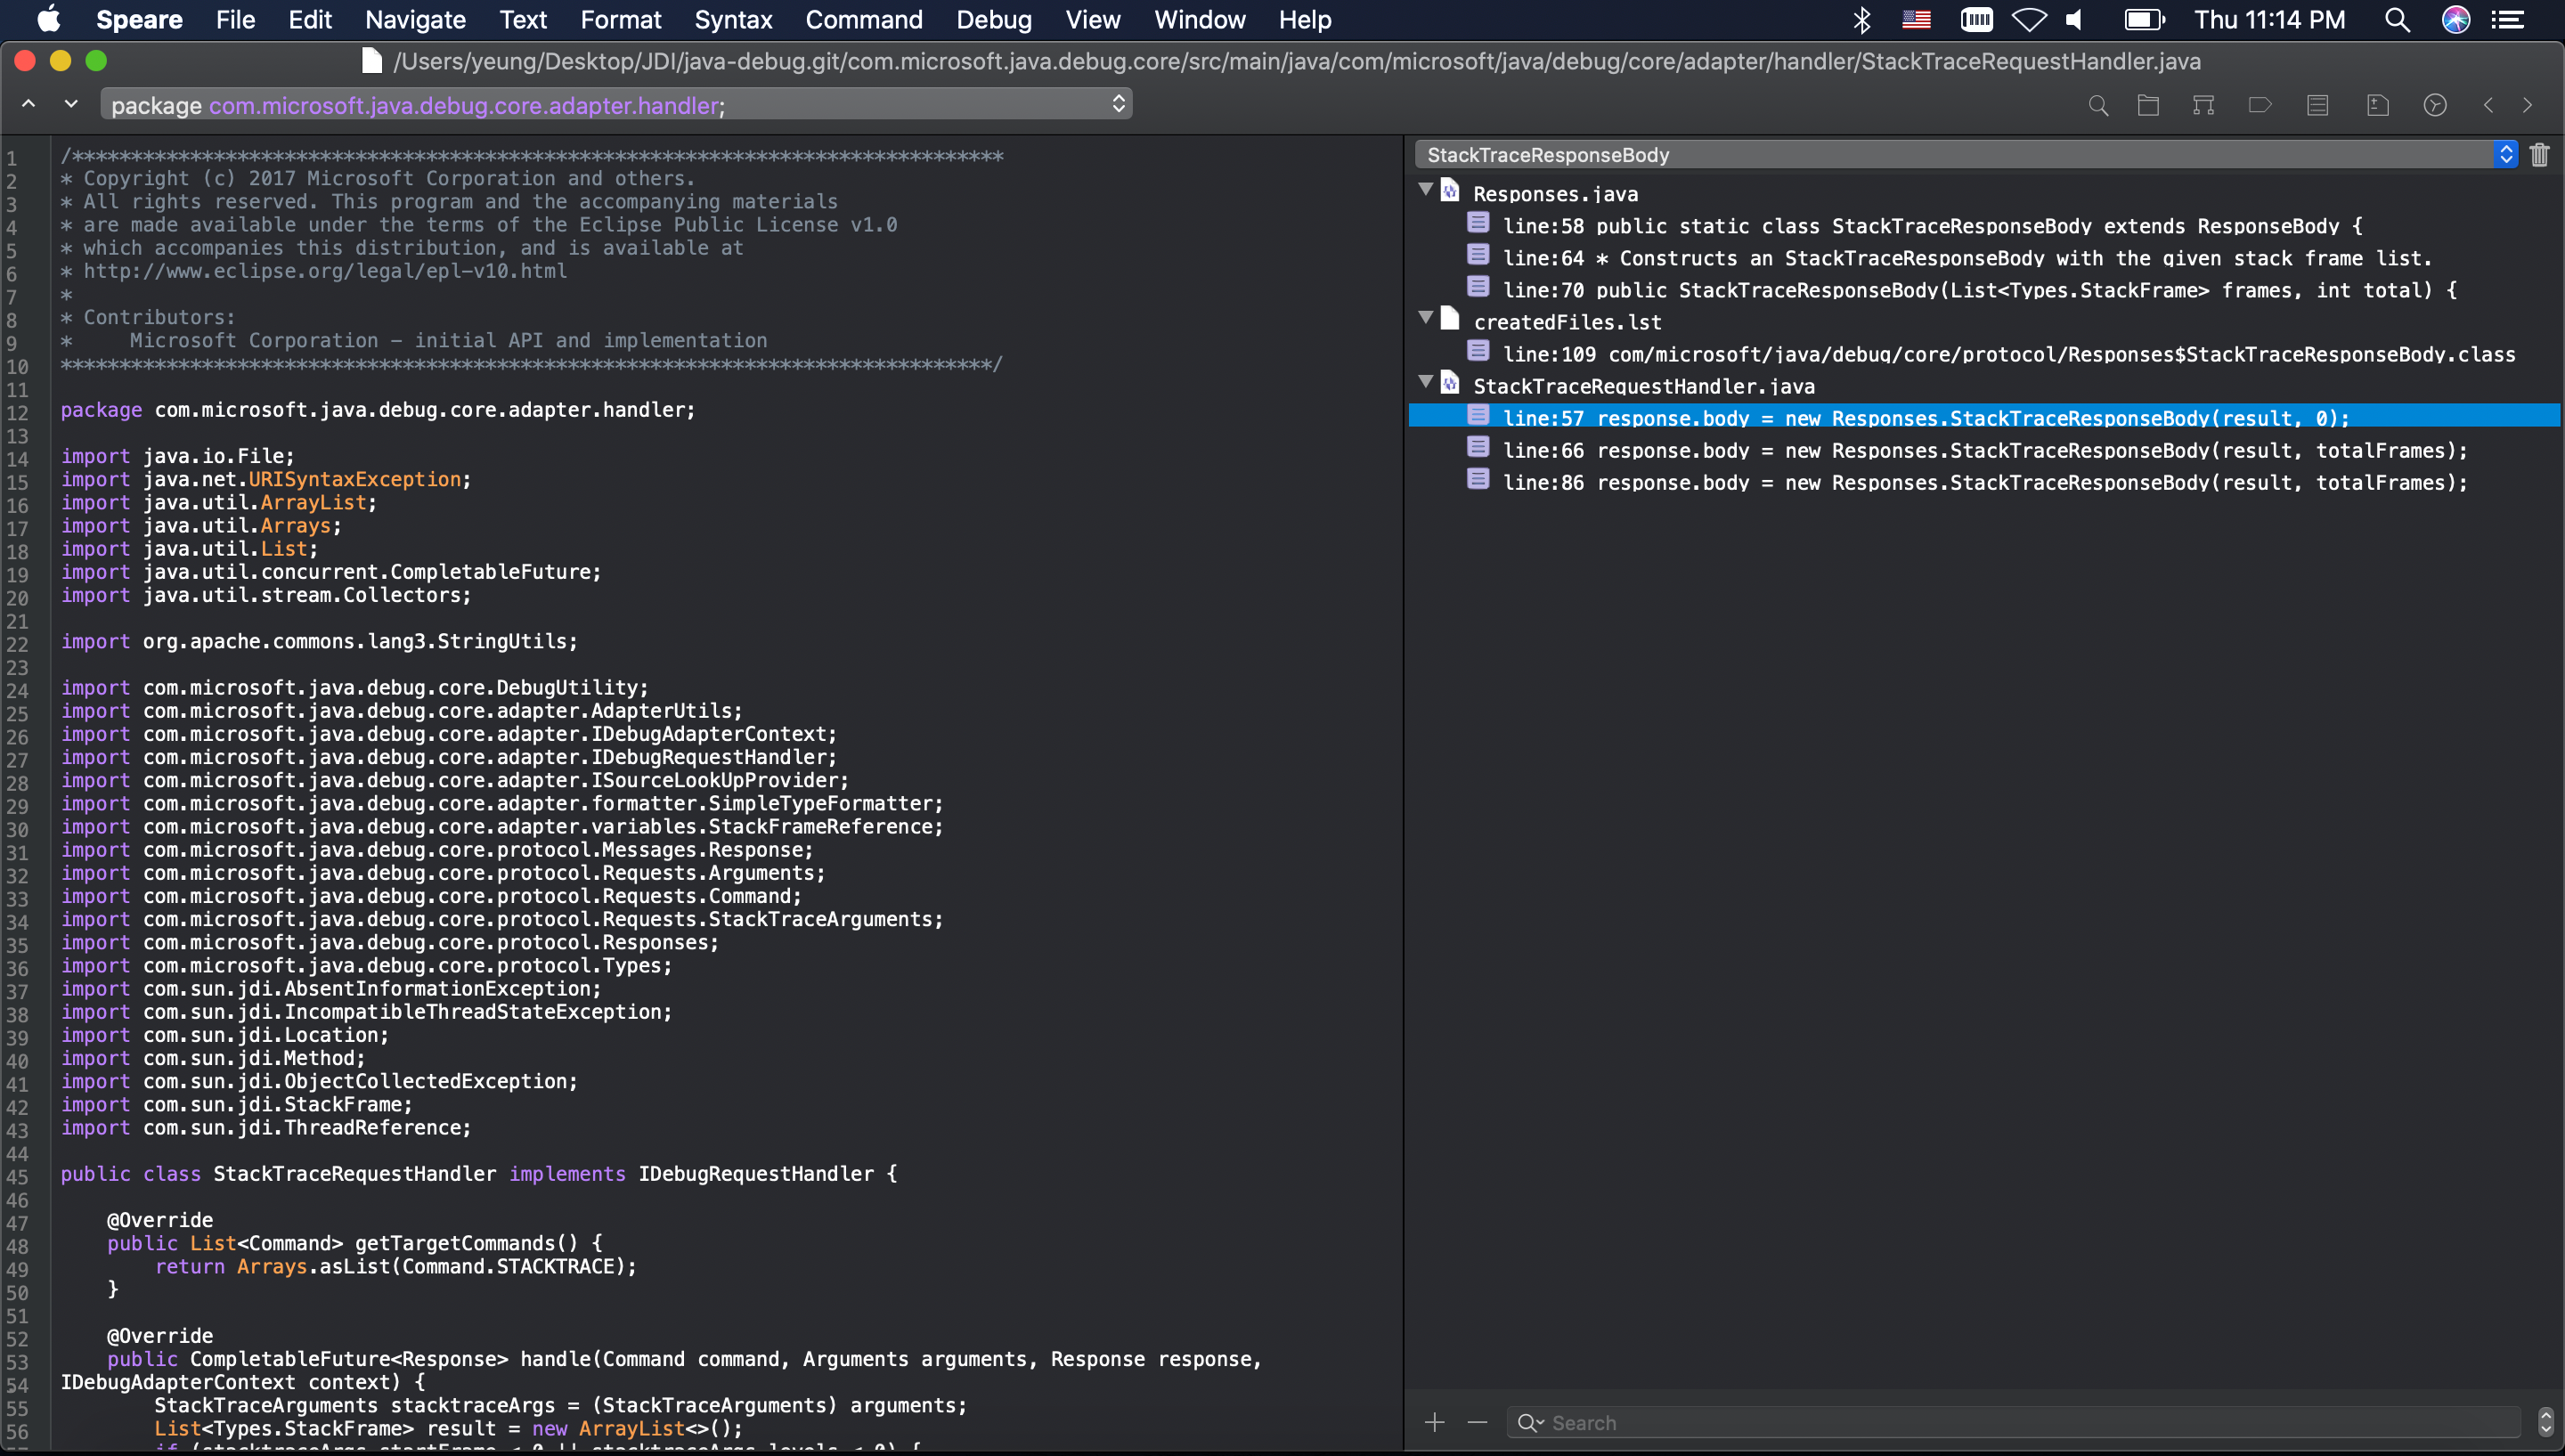 Speare File Edit Navigate Text Format Syntax Command Debug View Window Help Thu 11:14 PM
/Users/yeung/Desktop/JDI/java-debug.git/com.microsoft.java.debug.core/src/main/java/com/microsoft/java/debug/core/adapter/handler/StackTraceRequestHandler.java
package com.microsoft.java.debug.core.adapter.handler;
1 /*******************************************************************************
2 * Copyright (c) 2017 Microsoft Corporation and others.
3 * All rights reserved. This program and the accompanying materials
4 * are made available under the terms of the Eclipse Public License v1.0
5 * which accompanies this distribution, and is available at
6 * http://www.eclipse.org/legal/epl-v10.html
7 *
8 * Contributors:
9 *     Microsoft Corporation - initial API and implementation
10 *******************************************************************************/
11
12 package com.microsoft.java.debug.core.adapter.handler;
13
14 import java.io.File;
15 import java.net.URISyntaxException;
16 import java.util.ArrayList;
17 import java.util.Arrays;
18 import java.util.List;
19 import java.util.concurrent.CompletableFuture;
20 import java.util.stream.Collectors;
21
22 import org.apache.commons.lang3.StringUtils;
23
24 import com.microsoft.java.debug.core.DebugUtility;
25 import com.microsoft.java.debug.core.adapter.AdapterUtils;
26 import com.microsoft.java.debug.core.adapter.IDebugAdapterContext;
27 import com.microsoft.java.debug.core.adapter.IDebugRequestHandler;
28 import com.microsoft.java.debug.core.adapter.ISourceLookUpProvider;
29 import com.microsoft.java.debug.core.adapter.formatter.SimpleTypeFormatter;
30 import com.microsoft.java.debug.core.adapter.variables.StackFrameReference;
31 import com.microsoft.java.debug.core.protocol.Messages.Response;
32 import com.microsoft.java.debug.core.protocol.Requests.Arguments;
33 import com.microsoft.java.debug.core.protocol.Requests.Command;
34 import com.microsoft.java.debug.core.protocol.Requests.StackTraceArguments;
35 import com.microsoft.java.debug.core.protocol.Responses;
36 import com.microsoft.java.debug.core.protocol.Types;
37 import com.sun.jdi.AbsentInformationException;
38 import com.sun.jdi.IncompatibleThreadStateException;
39 import com.sun.jdi.Location;
40 import com.sun.jdi.Method;
41 import com.sun.jdi.ObjectCollectedException;
42 import com.sun.jdi.StackFrame;
43 import com.sun.jdi.ThreadReference;
44
45 public class StackTraceRequestHandler implements IDebugRequestHandler {
46
47     @Override
48     public List<Command> getTargetCommands() {
49         return Arrays.asList(Command.STACKTRACE);
50     }
51
52     @Override
53     public CompletableFuture<Response> handle(Command command, Arguments arguments, Response response,
54 IDebugAdapterContext context) {
55         StackTraceArguments stacktraceArgs = (StackTraceArguments) arguments;
56         List<Types.StackFrame> result = new ArrayList<>();
if (stacktraceArgs.startFrame < 0 || stacktraceArgs.levels < 0) {
StackTraceResponseBody
Responses.java
line:58 public static class StackTraceResponseBody extends ResponseBody {
line:64 * Constructs an StackTraceResponseBody with the given stack frame list.
line:70 public StackTraceResponseBody(List<Types.StackFrame> frames, int total) {
createdFiles.lst
line:109 com/microsoft/java/debug/core/protocol/Responses$StackTraceResponseBody.class
StackTraceRequestHandler.java
line:57 response.body = new Responses.StackTraceResponseBody(result, 0);
line:66 response.body = new Responses.StackTraceResponseBody(result, totalFrames);
line:86 response.body = new Responses.StackTraceResponseBody(result, totalFrames);
Search